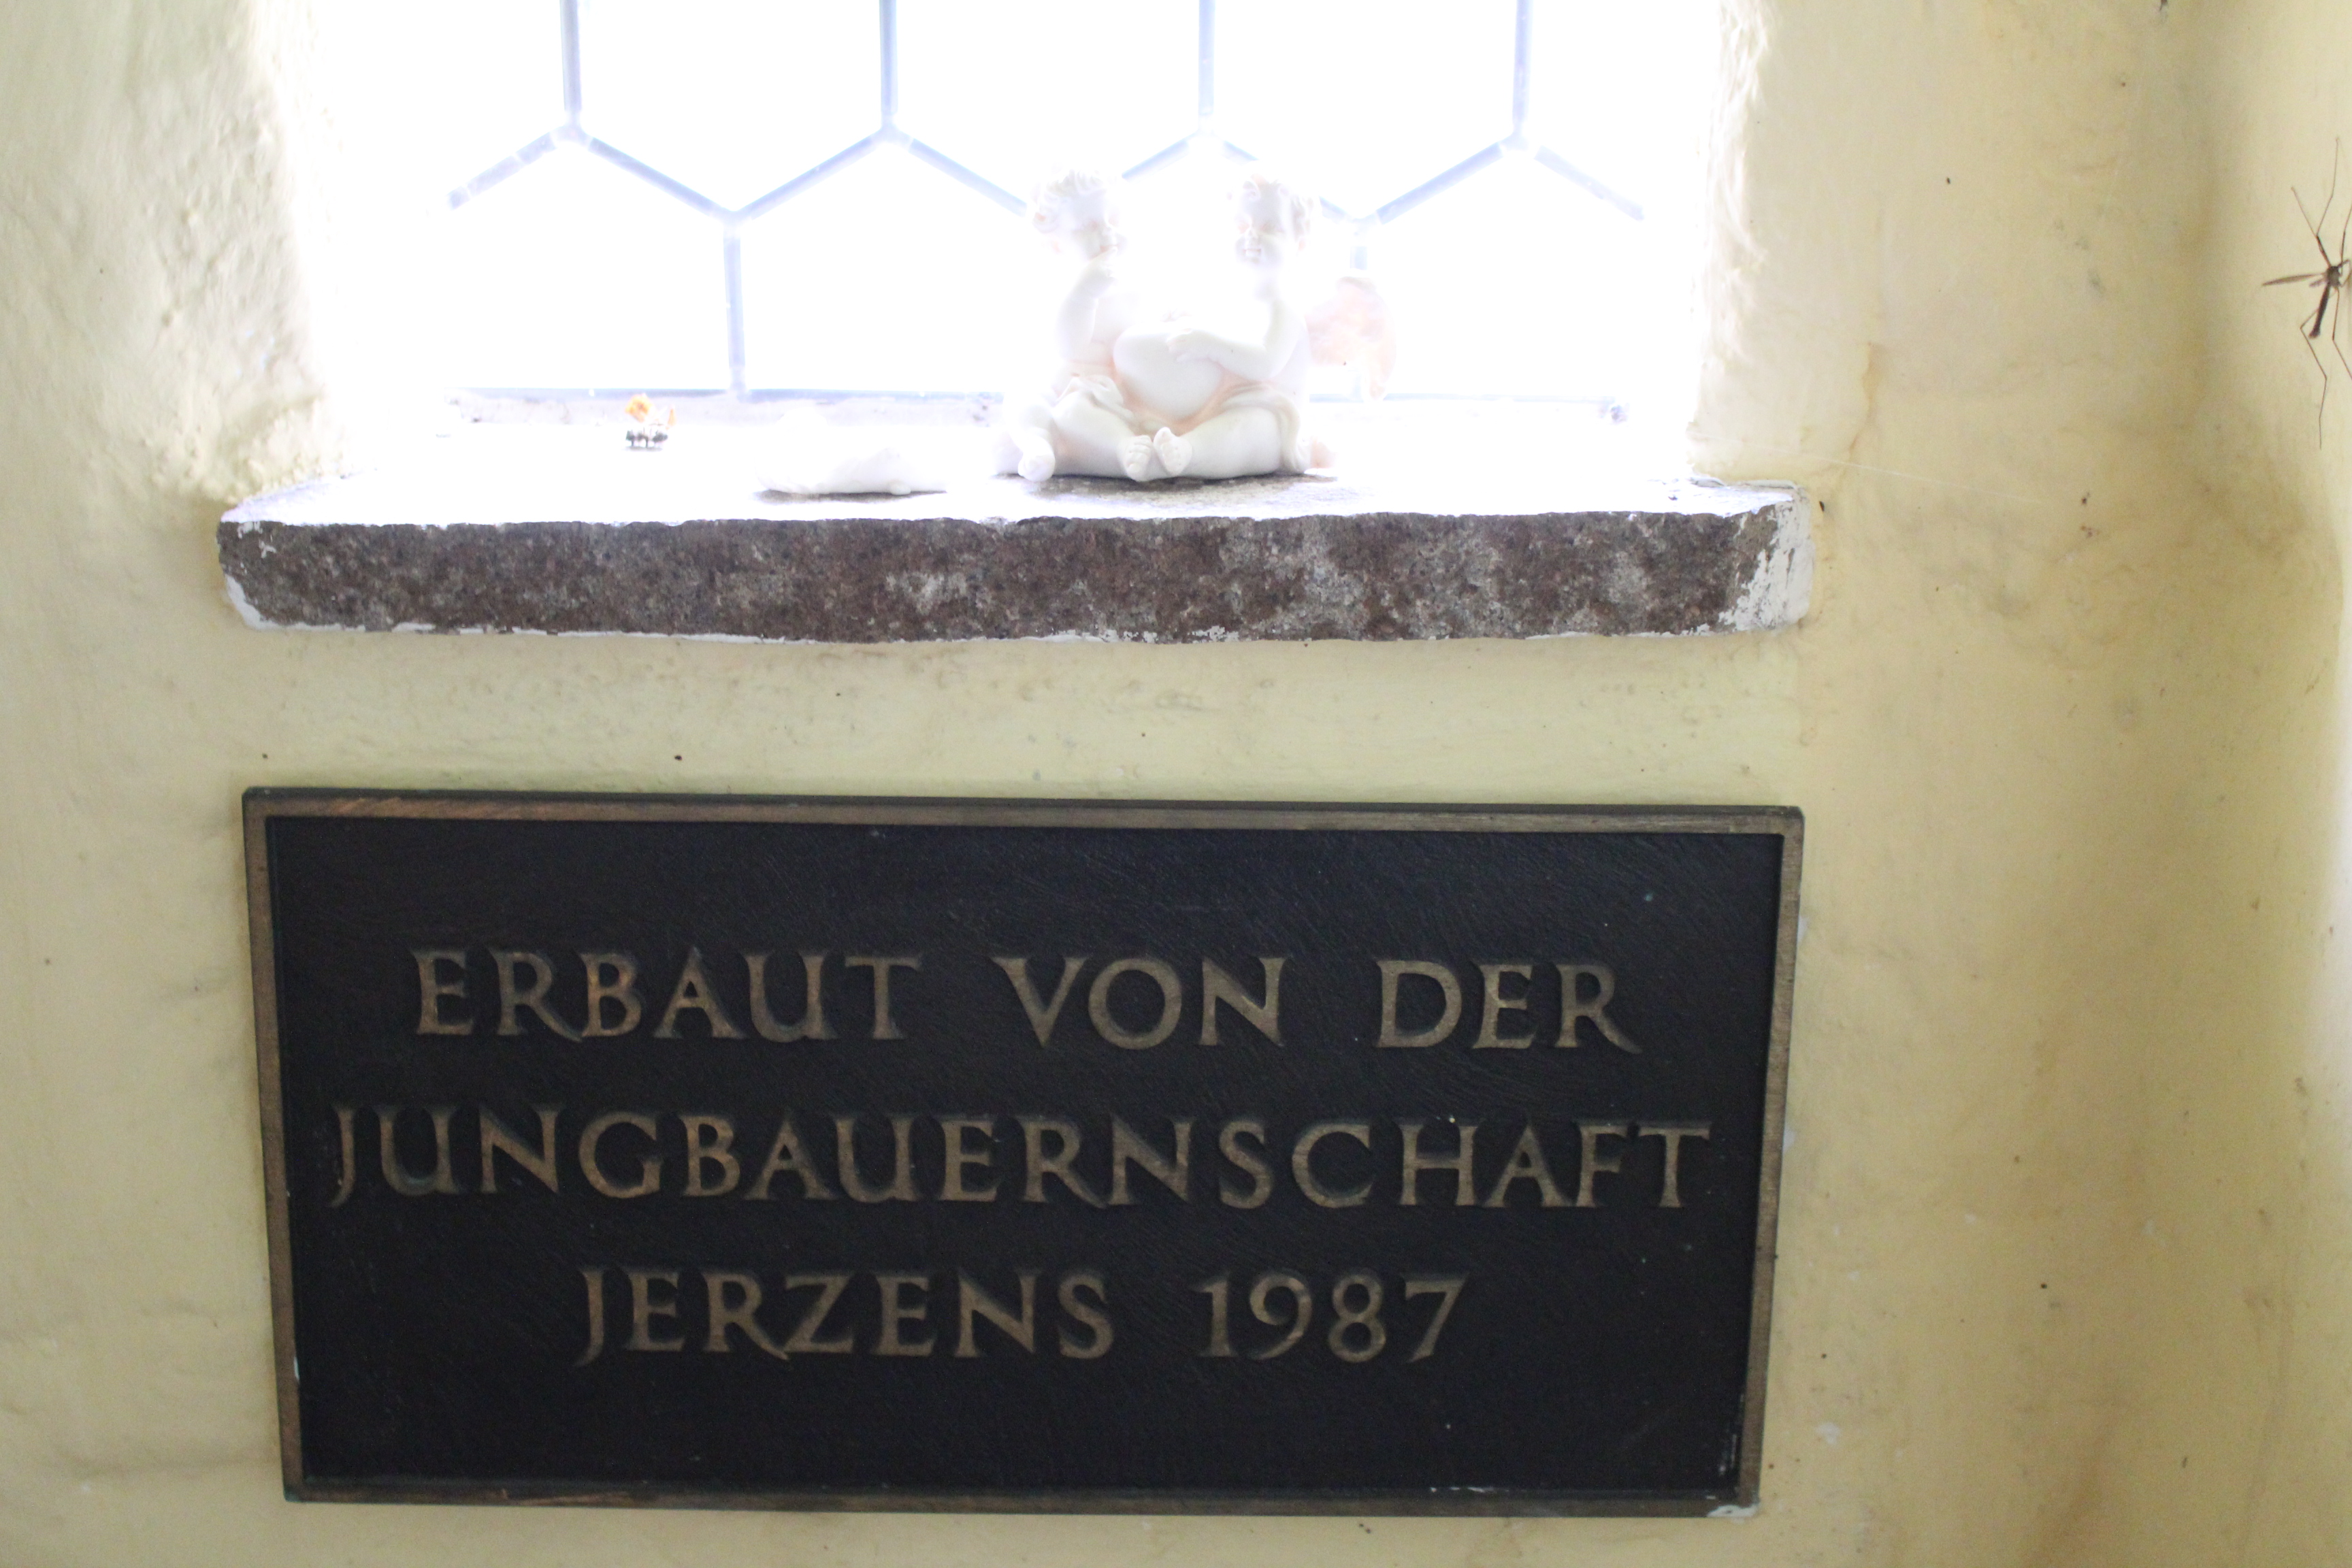 ERBAUT VON DER
JUNGBAUERNSCHAFT
JERZENS 1987